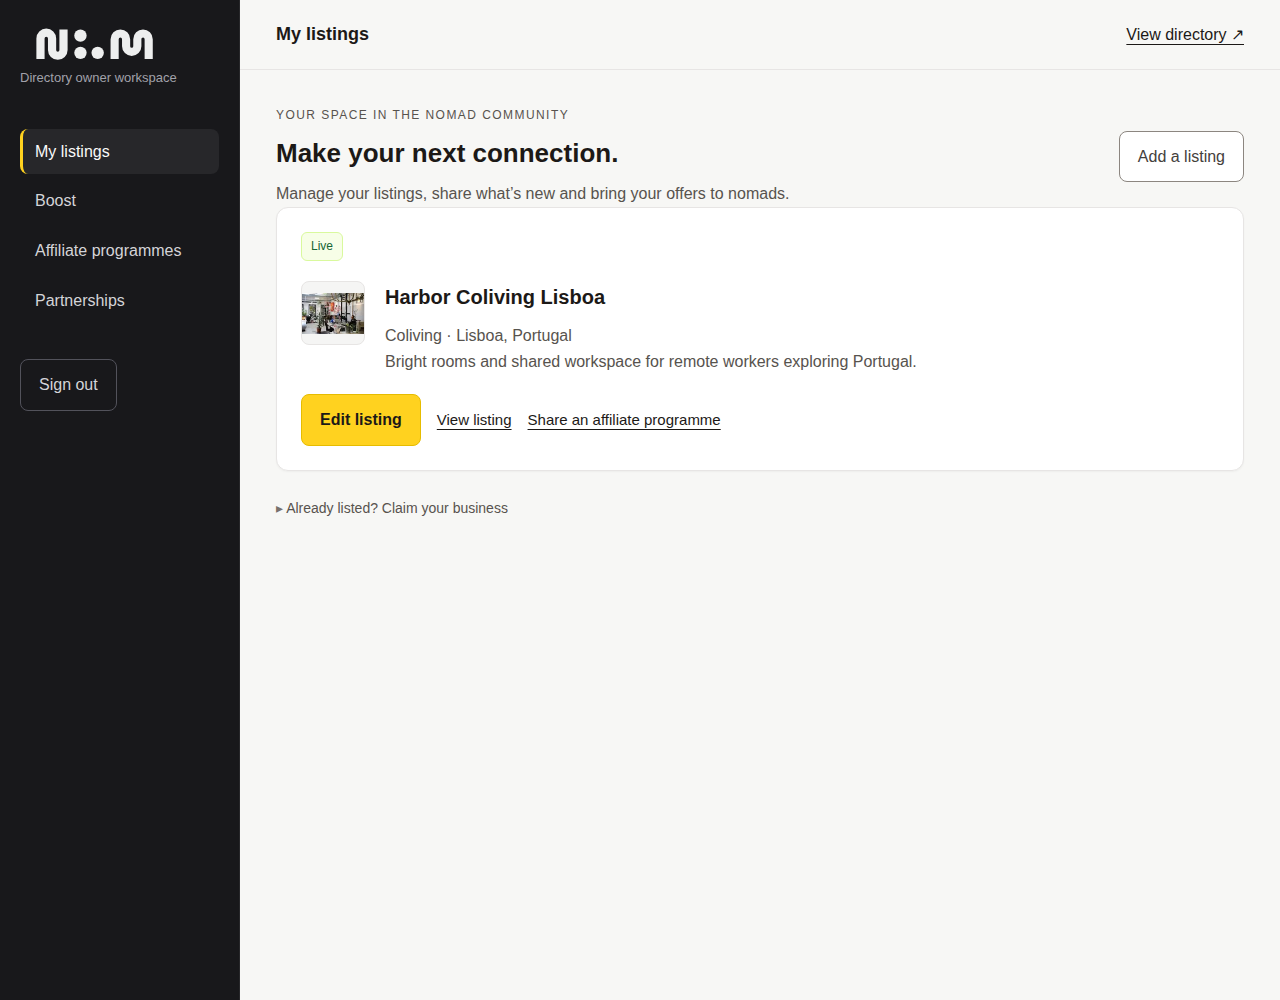 Directory owner workspace
My listings
Boost
Affiliate programmes
Partnerships
Sign out
My listings
View directory ↗
YOUR SPACE IN THE NOMAD COMMUNITY
Make your next connection.
Add a listing
Manage your listings, share what’s new and bring your offers to nomads.
Live
Harbor Coliving Lisboa
Coliving · Lisboa, Portugal
Bright rooms and shared workspace for remote workers exploring Portugal.
Edit listing
View listing
Share an affiliate programme
▸ Already listed? Claim your business